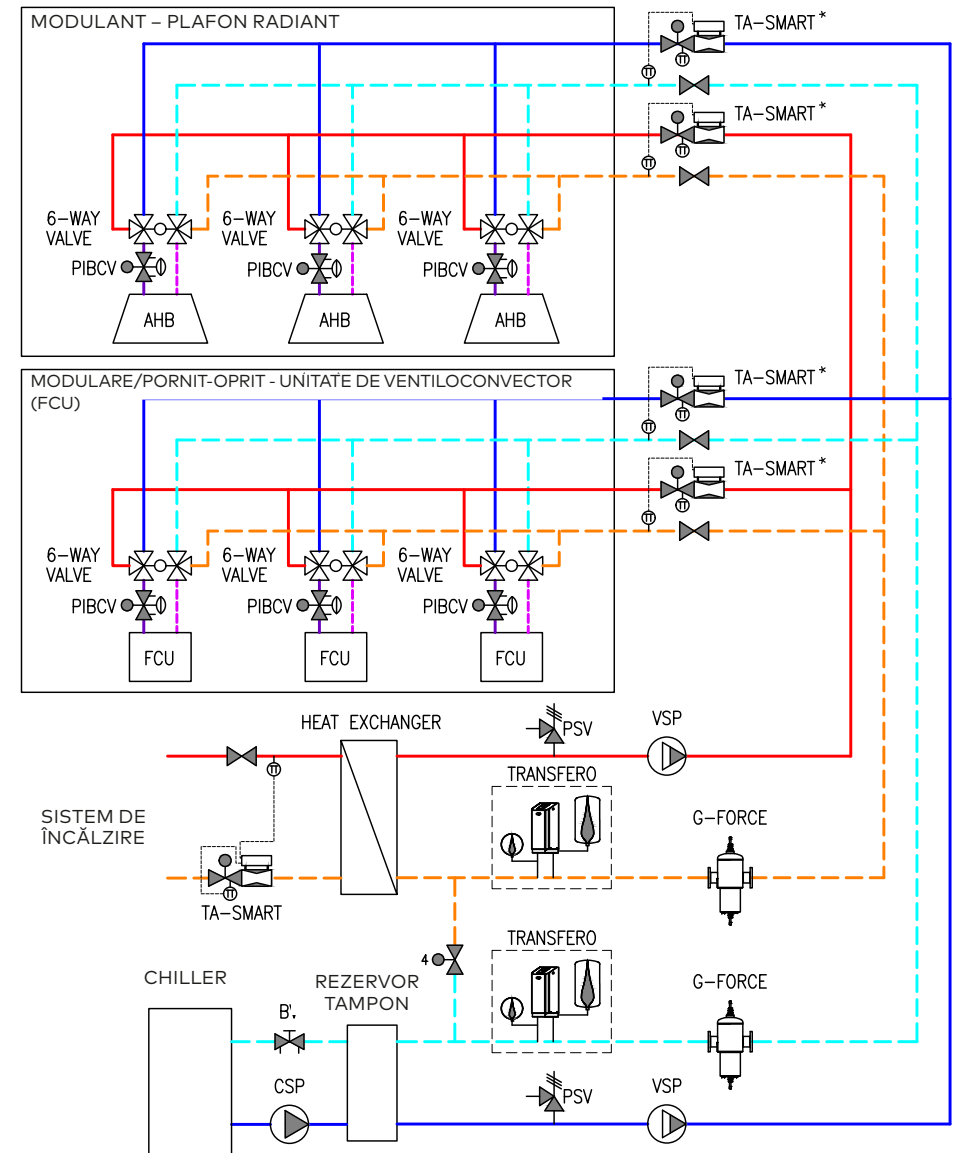 MODULANT – PLAFON RADIANT
TA-SMART *
TA-SMART *
6-WAY
VALVE
6-WAY
VALVE
6-WAY
VALVE
PIBCV
PIBCV
PIBCV
AHB
AHB
AHB
MODULARE/PORNIT-OPRIT - UNITATE DE VENTILOCONVECTOR
(FCU)
TA-SMART *
TA-SMART *
6-WAY
VALVE
6-WAY
VALVE
6-WAY
VALVE
PIBCV
PIBCV
PIBCV
FCU
FCU
FCU
HEAT EXCHANGER
PSV
VSP
TRANSFERO
G-FORCE
SISTEM DE
ÎNCĂLZIRE
TA-SMART
4
TRANSFERO
G-FORCE
CHILLER
REZERVOR
TAMPON
CSP
PSV
VSP